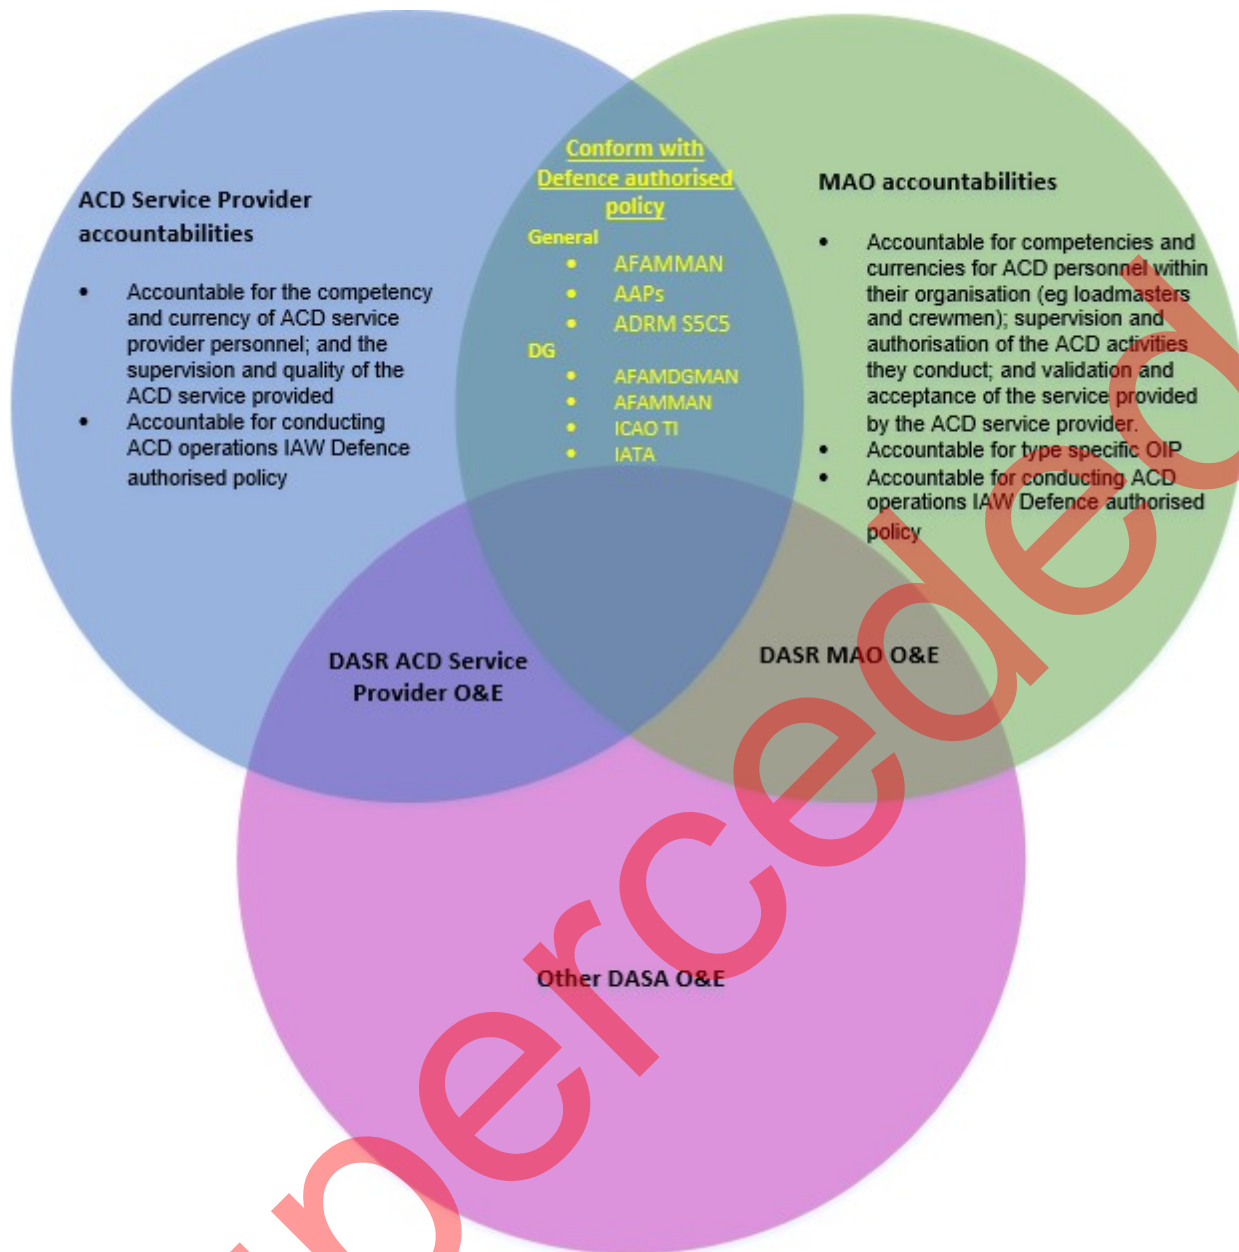 ACD Service Provider
accountabilities
• Accountable for the competency
and currency of ACD service
provider personnel; and the
supervision and quality of the
ACD service provided
• Accountable for conducting
ACD operations IAW Defence
authorised policy
Conform with
Defence authorised
policy
General
• AFAMMAN
• AAPs
• ADRM S5C5
DG
• AFAMDGMAN
• AFAMMAN
• ICAO TI
• IATA
MAO accountabilities
• Accountable for competencies and
currencies for ACD personnel within
their organisation (eg loadmasters
and crewmen); supervision and
authorisation of the ACD activities
they conduct; and validation and
acceptance of the service provided
by the ACD service provider.
• Accountable for type specific OIP
• Accountable for conducting ACD
operations IAW Defence authorised
policy
DASR ACD Service
Provider O&E
DASR MAO O&E
Other DASA O&E
perceded